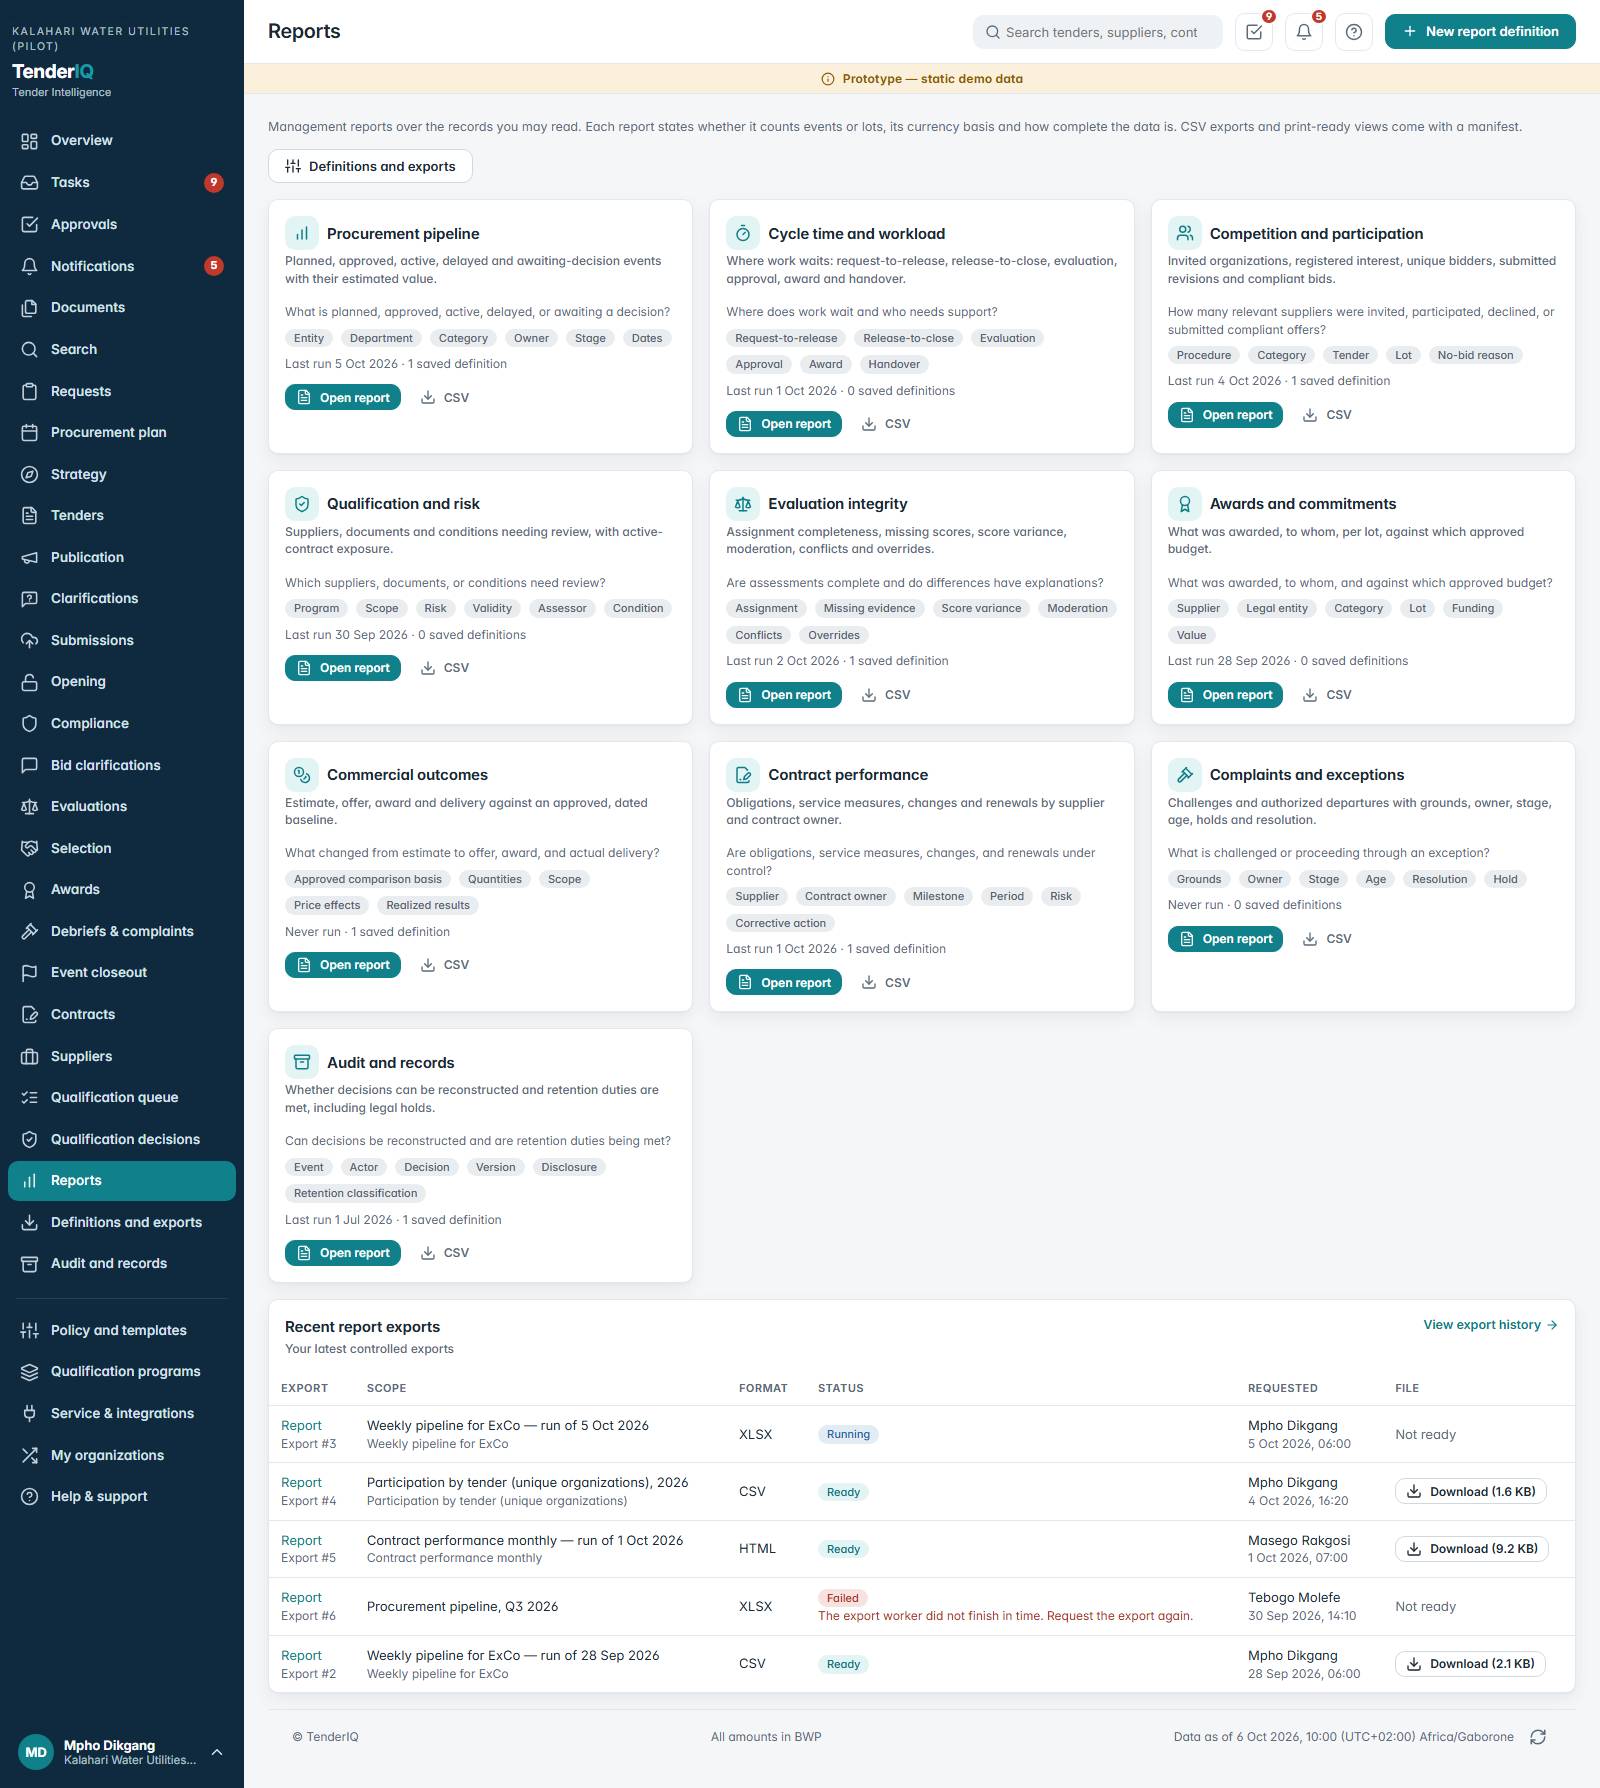 KALAHARI WATER UTILITIES
(PILOT)
TenderIQ
Tender Intelligence
Overview
Tasks
9
Approvals
Notifications
5
Documents
Search
Requests
Procurement plan
Strategy
Tenders
Publication
Clarifications
Submissions
Opening
Compliance
Bid clarifications
Evaluations
Selection
Awards
Debriefs & complaints
Event closeout
Contracts
Suppliers
Qualification queue
Qualification decisions
Reports
Definitions and exports
Audit and records
Policy and templates
Qualification programs
Service & integrations
My organizations
Help & support
MD
Mpho Dikgang
Kalahari Water Utilities...
Reports
Search tenders, suppliers, cont
9
5
New report definition
Prototype — static demo data
Management reports over the records you may read. Each report states whether it counts events or lots, its currency basis and how complete the data is. CSV exports and print-ready views come with a manifest.
Definitions and exports
Procurement pipeline
Planned, approved, active, delayed and awaiting-decision events
with their estimated value.
What is planned, approved, active, delayed, or awaiting a decision?
Entity Department Category Owner Stage Dates
Last run 5 Oct 2026 · 1 saved definition
Open report CSV
Cycle time and workload
Where work waits: request-to-release, release-to-close, evaluation,
approval, award and handover.
Where does work wait and who needs support?
Request-to-release Release-to-close Evaluation
Approval Award Handover
Last run 1 Oct 2026 · 0 saved definitions
Open report CSV
Competition and participation
Invited organizations, registered interest, unique bidders, submitted
revisions and compliant bids.
How many relevant suppliers were invited, participated, declined, or
submitted compliant offers?
Procedure Category Tender Lot No-bid reason
Last run 4 Oct 2026 · 1 saved definition
Open report CSV
Qualification and risk
Suppliers, documents and conditions needing review, with active-
contract exposure.
Which suppliers, documents, or conditions need review?
Program Scope Risk Validity Assessor Condition
Last run 30 Sep 2026 · 0 saved definitions
Open report CSV
Evaluation integrity
Assignment completeness, missing scores, score variance,
moderation, conflicts and overrides.
Are assessments complete and do differences have explanations?
Assignment Missing evidence Score variance Moderation
Conflicts Overrides
Last run 2 Oct 2026 · 1 saved definition
Open report CSV
Awards and commitments
What was awarded, to whom, per lot, against which approved
budget.
What was awarded, to whom, and against which approved budget?
Supplier Legal entity Category Lot Funding
Value
Last run 28 Sep 2026 · 0 saved definitions
Open report CSV
Commercial outcomes
Estimate, offer, award and delivery against an approved, dated
baseline.
What changed from estimate to offer, award, and actual delivery?
Approved comparison basis Quantities Scope
Price effects Realized results
Never run · 1 saved definition
Open report CSV
Contract performance
Obligations, service measures, changes and renewals by supplier
and contract owner.
Are obligations, service measures, changes, and renewals under
control?
Supplier Contract owner Milestone Period Risk
Corrective action
Last run 1 Oct 2026 · 1 saved definition
Open report CSV
Complaints and exceptions
Challenges and authorized departures with grounds, owner, stage,
age, holds and resolution.
What is challenged or proceeding through an exception?
Grounds Owner Stage Age Resolution Hold
Never run · 0 saved definitions
Open report CSV
Audit and records
Whether decisions can be reconstructed and retention duties are
met, including legal holds.
Can decisions be reconstructed and are retention duties being met?
Event Actor Decision Version Disclosure
Retention classification
Last run 1 Jul 2026 · 1 saved definition
Open report CSV
Recent report exports
Your latest controlled exports
View export history
EXPORT SCOPE FORMAT STATUS REQUESTED FILE
Report Weekly pipeline for ExCo — run of 5 Oct 2026 XLSX Running Mpho Dikgang Not ready
Export #3 Weekly pipeline for ExCo 5 Oct 2026, 06:00
Report Participation by tender (unique organizations), 2026 CSV Ready Mpho Dikgang Download (1.6 KB)
Export #4 Participation by tender (unique organizations) 4 Oct 2026, 16:20
Report Contract performance monthly — run of 1 Oct 2026 HTML Ready Masego Rakgosi Download (9.2 KB)
Export #5 Contract performance monthly 1 Oct 2026, 07:00
Report Procurement pipeline, Q3 2026 XLSX Failed Tebogo Molefe Not ready
Export #6 The export worker did not finish in time. Request the export again. 30 Sep 2026, 14:10
Report Weekly pipeline for ExCo — run of 28 Sep 2026 CSV Ready Mpho Dikgang Download (2.1 KB)
Export #2 Weekly pipeline for ExCo 28 Sep 2026, 06:00
© TenderIQ All amounts in BWP Data as of 6 Oct 2026, 10:00 (UTC+02:00) Africa/Gaborone